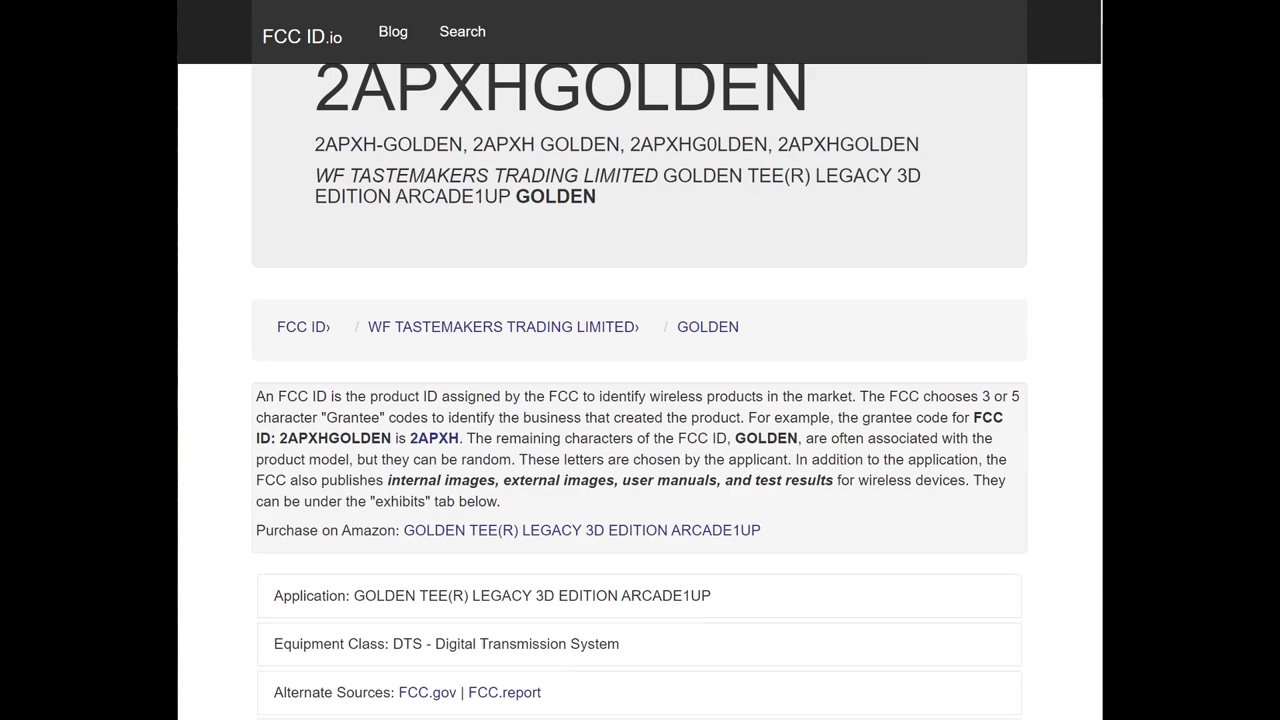 FCC ID.io Blog Search
2APXHGOLDEN
2APXH-GOLDEN, 2APXH GOLDEN, 2APXHG0LDEN, 2APXHGOLDEN
WF TASTEMAKERS TRADING LIMITED GOLDEN TEE(R) LEGACY 3D
EDITION ARCADE1UP GOLDEN
FCC ID› / WF TASTEMAKERS TRADING LIMITED› / GOLDEN
An FCC ID is the product ID assigned by the FCC to identify wireless products in the market. The FCC chooses 3 or 5
character "Grantee" codes to identify the business that created the product. For example, the grantee code for FCC
ID: 2APXHGOLDEN is 2APXH. The remaining characters of the FCC ID, GOLDEN, are often associated with the
product model, but they can be random. These letters are chosen by the applicant. In addition to the application, the
FCC also publishes internal images, external images, user manuals, and test results for wireless devices. They
can be under the "exhibits" tab below.
Purchase on Amazon: GOLDEN TEE(R) LEGACY 3D EDITION ARCADE1UP
Application: GOLDEN TEE(R) LEGACY 3D EDITION ARCADE1UP
Equipment Class: DTS - Digital Transmission System
Alternate Sources: FCC.gov | FCC.report